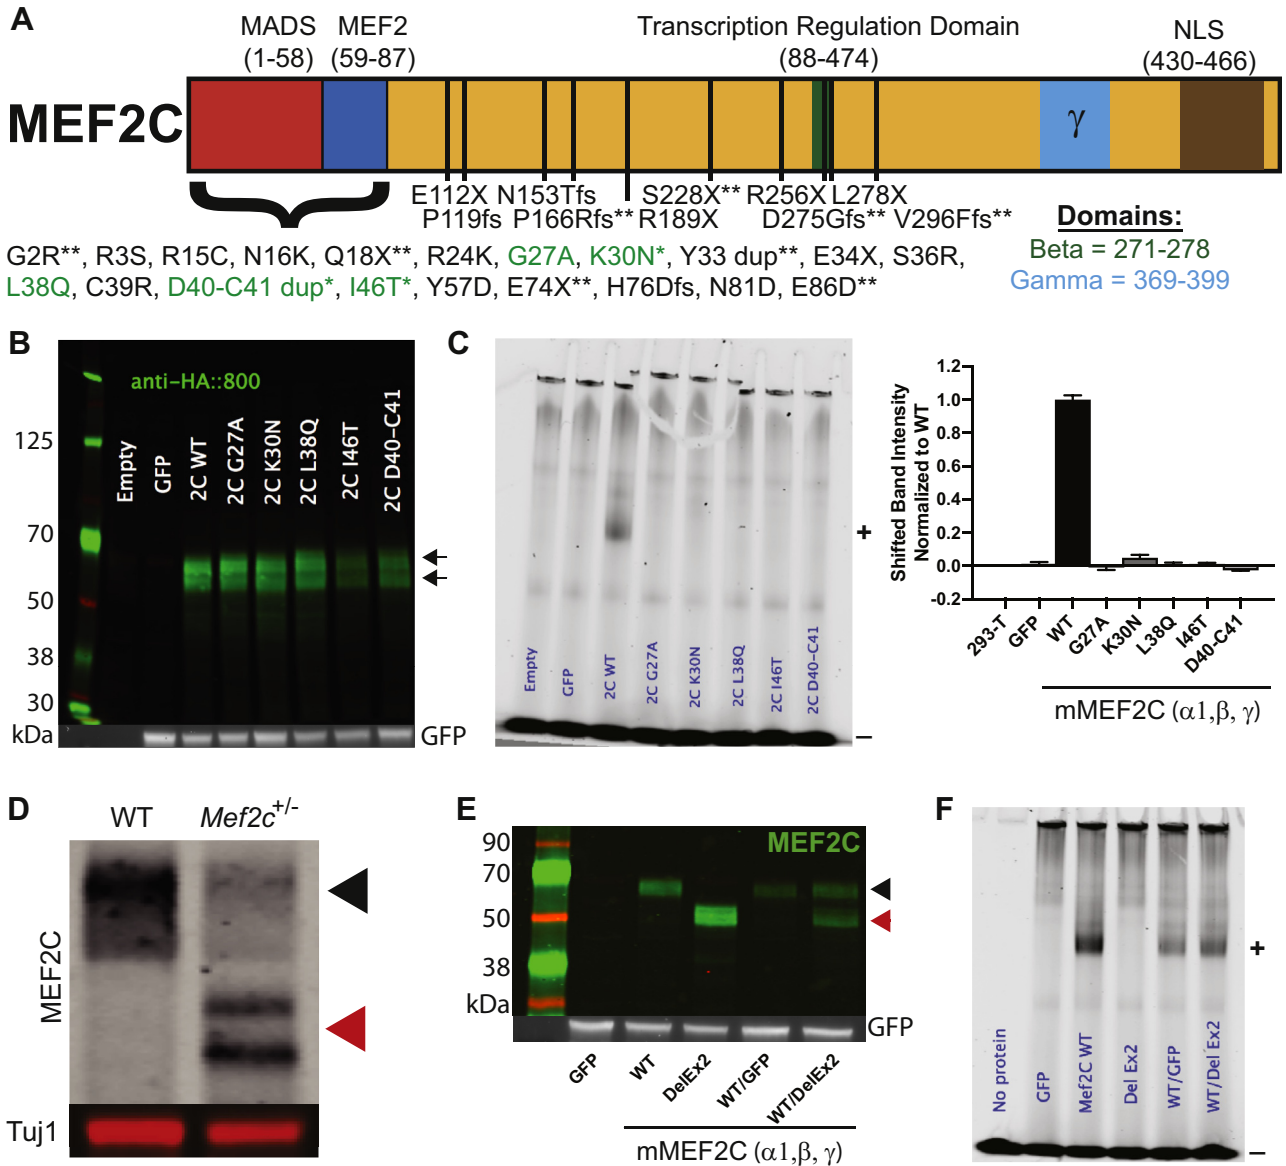 A
MADS MEF2 Transcription Regulation Domain NLS
(1-58) (59-87) (88-474) (430-466)
MEF2C
γ
E112X N153Tfs S228X** R256X L278X
P119fs P166Rfs** R189X D275Gfs** V296Ffs**
G2R**, R3S, R15C, N16K, Q18X**, R24K, G27A, K30N*, Y33 dup**, E34X, S36R,
L38Q, C39R, D40-C41 dup*, I46T*, Y57D, E74X**, H76Dfs, N81D, E86D**
Domains:
Beta = 271-278
Gamma = 369-399
B
anti-HA::800
125
70
50
38
30
kDa
Empty
GFP
2C WT
2C G27A
2C K30N
2C L38Q
2C I46T
2C D40-C41
GFP
C
Empty
GFP
2C WT
2C G27A
2C K30N
2C L38Q
2C I46T
2C D40-C41
+
–
Shifted Band Intensity
Normalized to WT
1.2
1.0
0.8
0.6
0.4
0.2
0.0
-0.2
293-T
GFP
WT
G27A
K30N
L38Q
I46T
D40-C41
mMEF2C (α1,β, γ)
D
WT Mef2c+/-
MEF2C
Tuj1
E
MEF2C
90
70
50
38
kDa
GFP
GFP
WT
DelEx2
WT/GFP
WT/DelEx2
mMEF2C (α1,β, γ)
F
No protein
GFP
Mef2C WT
Del Ex2
WT/GFP
WT/Del Ex2
+
–